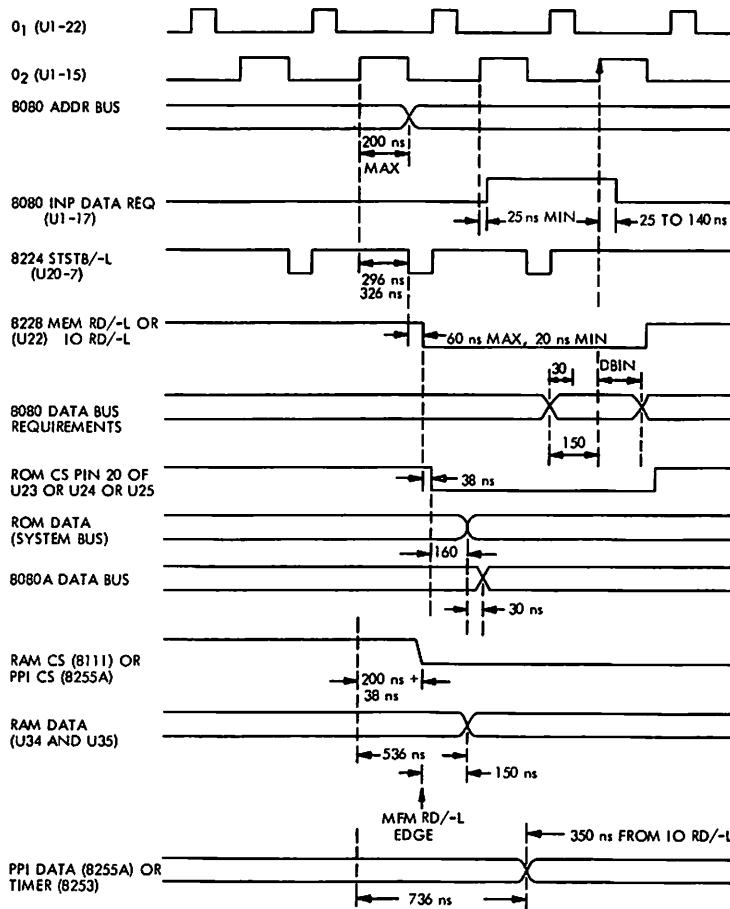 0₁ (U1-22)
0₂ (U1-15)
8080 ADDR BUS
200 ns
MAX
8080 INP DATA REQ
(U1-17)
25 ns MIN
25 TO 140 ns
8224 STSTB/-L
(U20-7)
296 ns
326 ns
8228 MEM RD/-L OR
(U22) IO RD/-L
60 ns MAX, 20 ns MIN
30
DBIN
8080 DATA BUS
REQUIREMENTS
150
ROM CS PIN 20 OF
U23 OR U24 OR U25
38 ns
ROM DATA
(SYSTEM BUS)
160
8080A DATA BUS
30 ns
RAM CS (8111) OR
PPI CS (8255A)
200 ns +
38 ns
RAM DATA
(U34 AND U35)
536 ns
150 ns
MFM RD/-L
EDGE
350 ns FROM IO RD/-L
PPI DATA (8255A) OR
TIMER (8253)
736 ns